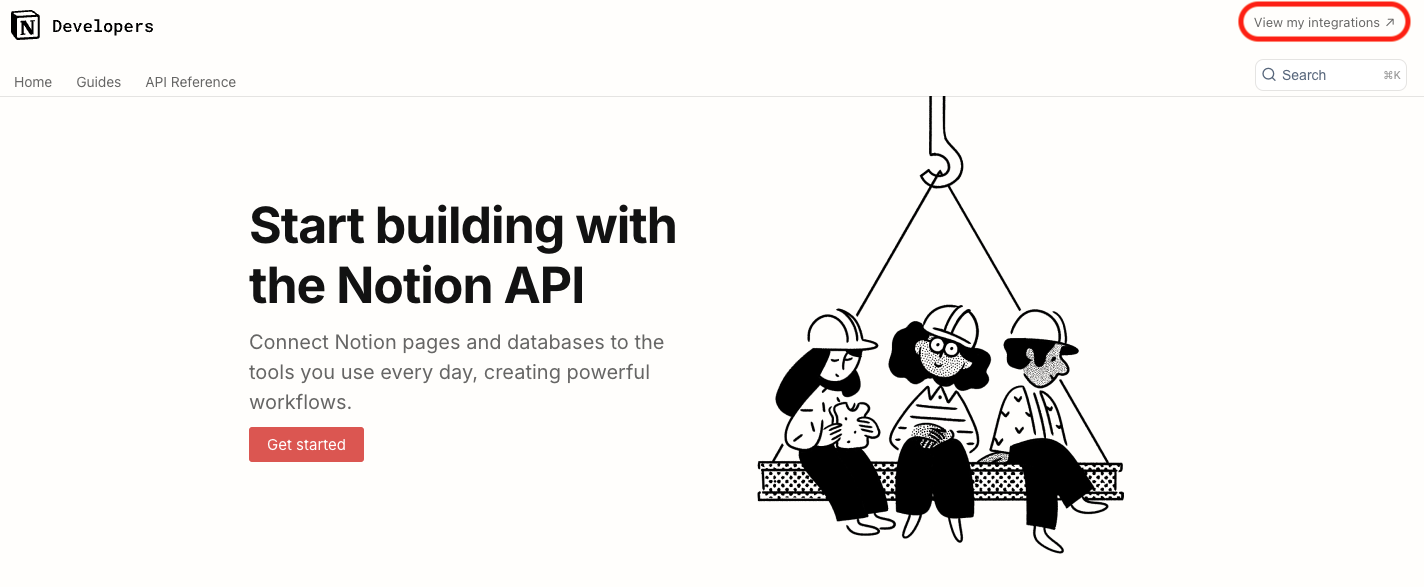 Developers
View my integrations ↗
Home Guides API Reference
Search ⌘K
Start building with
the Notion API
Connect Notion pages and databases to the
tools you use every day, creating powerful
workflows.
Get started